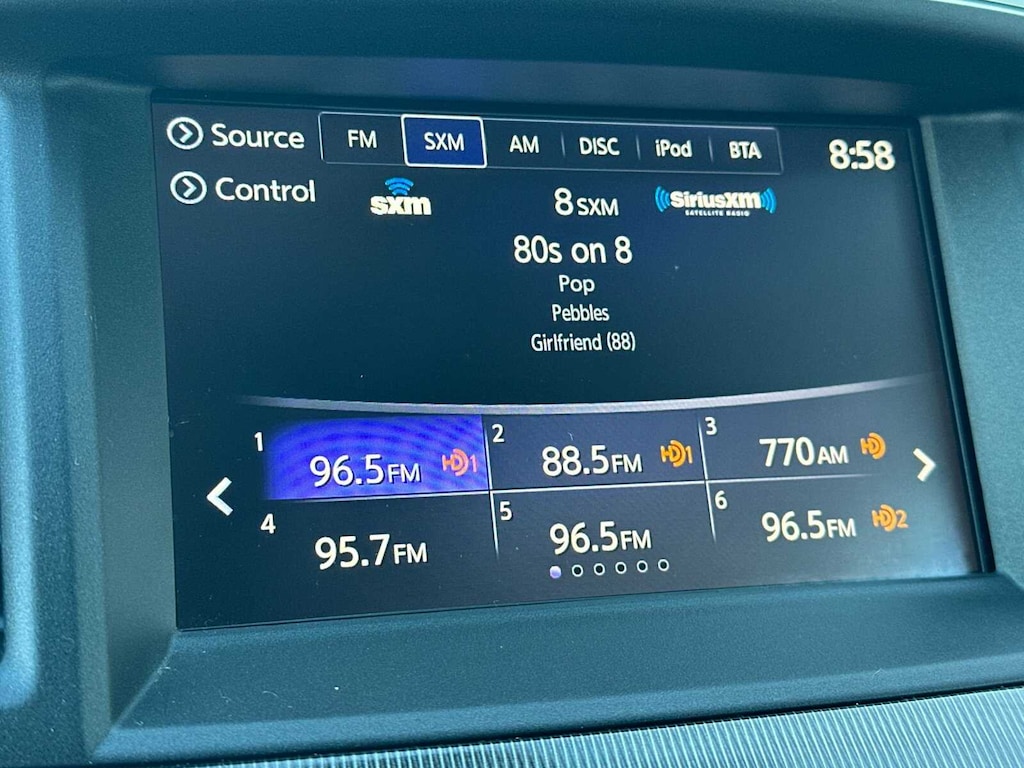 Source FM SXM AM DISC iPod BTA 8:58
Control sxm 8 SXM SiriusXM
SATELLITE RADIO
80s on 8
Pop
Pebbles
Girlfriend (88)
1 96.5FM HD1 2 88.5FM HD1 3 770AM HD
4 95.7FM 5 96.5FM 6 96.5FM HD2